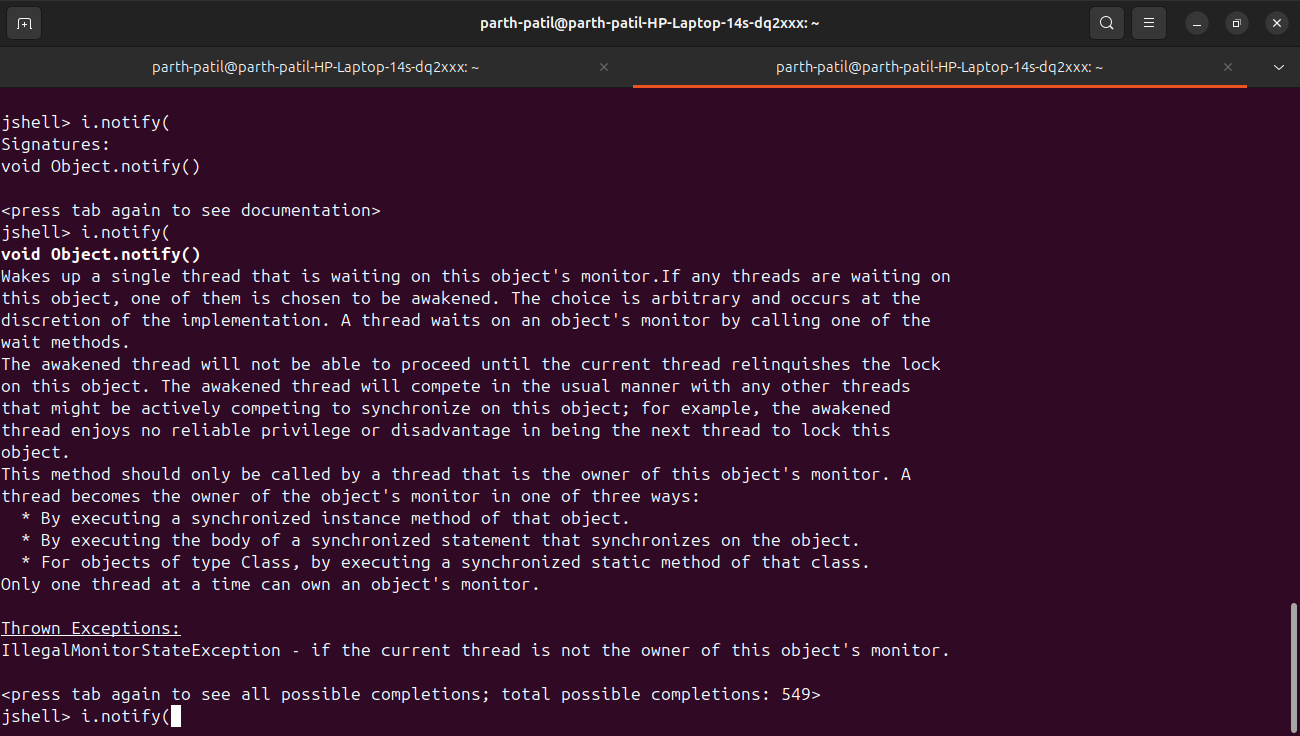 parth-patil@parth-patil-HP-Laptop-14s-dq2xxx: ~
parth-patil@parth-patil-HP-Laptop-14s-dq2xxx: ~
parth-patil@parth-patil-HP-Laptop-14s-dq2xxx: ~
jshell> i.notify(
Signatures:
void Object.notify()
<press tab again to see documentation>
jshell> i.notify(
void Object.notify()
Wakes up a single thread that is waiting on this object's monitor.If any threads are waiting on
this object, one of them is chosen to be awakened. The choice is arbitrary and occurs at the
discretion of the implementation. A thread waits on an object's monitor by calling one of the
wait methods.
The awakened thread will not be able to proceed until the current thread relinquishes the lock
on this object. The awakened thread will compete in the usual manner with any other threads
that might be actively competing to synchronize on this object; for example, the awakened
thread enjoys no reliable privilege or disadvantage in being the next thread to lock this
object.
This method should only be called by a thread that is the owner of this object's monitor. A
thread becomes the owner of the object's monitor in one of three ways:
  * By executing a synchronized instance method of that object.
  * By executing the body of a synchronized statement that synchronizes on the object.
  * For objects of type Class, by executing a synchronized static method of that class.
Only one thread at a time can own an object's monitor.
Thrown Exceptions:
IllegalMonitorStateException - if the current thread is not the owner of this object's monitor.
<press tab again to see all possible completions; total possible completions: 549>
jshell> i.notify(